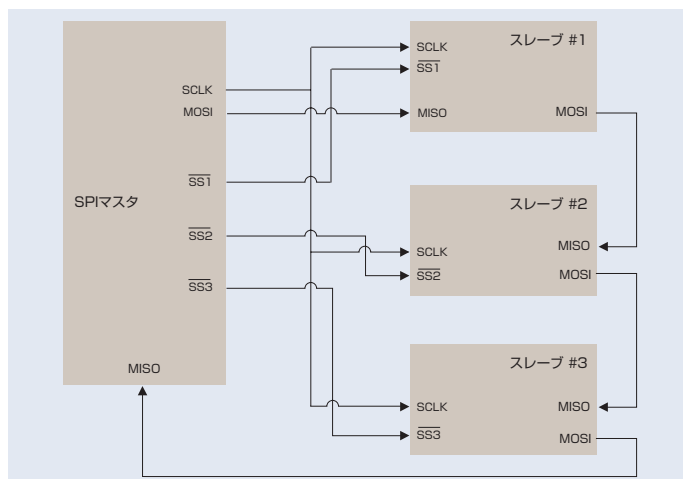 SPIマスタ
SCLK
MOSI
SS1
SS2
SS3
MISO
スレーブ #1
SCLK
SS1
MISO
MOSI
スレーブ #2
MISO
SCLK
MOSI
SS2
スレーブ #3
SCLK
MISO
SS3
MOSI